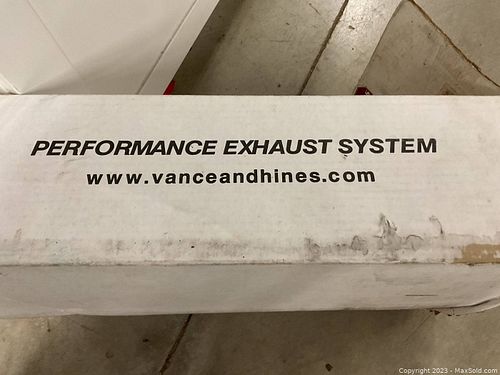 PERFORMANCE EXHAUST SYSTEM
www.vanceandhines.com
Copyright 2023 - MaxSold.com